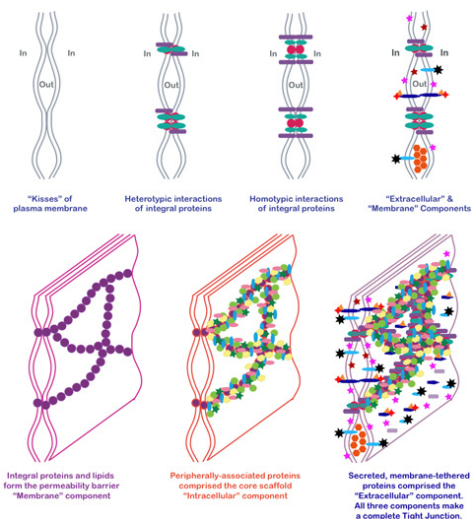 In
In
Out
In
In
In
In
In
In
Out
"Kisses" of
plasma membrane
Heterotypic interactions
of integral proteins
Homotypic interactions
of integral proteins
"Extracellular" &
"Membrane" Components
Integral proteins and lipids
form the permeability barrier
"Membrane" component
Peripherally-associated proteins
comprised the core scaffold
"Intracellular" component
Secreted, membrane-tethered
proteins comprised the
"Extracellular" component.
All three components make
a complete Tight Junction.